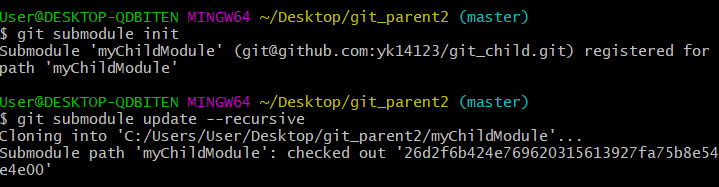 User@DESKTOP-QDBITEN MINGW64 ~/Desktop/git_parent2 (master)
$ git submodule init
Submodule 'myChildModule' (git@github.com:yk14123/git_child.git) registered for
path 'myChildModule'
User@DESKTOP-QDBITEN MINGW64 ~/Desktop/git_parent2 (master)
$ git submodule update --recursive
Cloning into 'C:/Users/User/Desktop/git_parent2/myChildModule'...
Submodule path 'myChildModule': checked out '26d2f6b424e769620315613927fa75b8e54
e4e00'